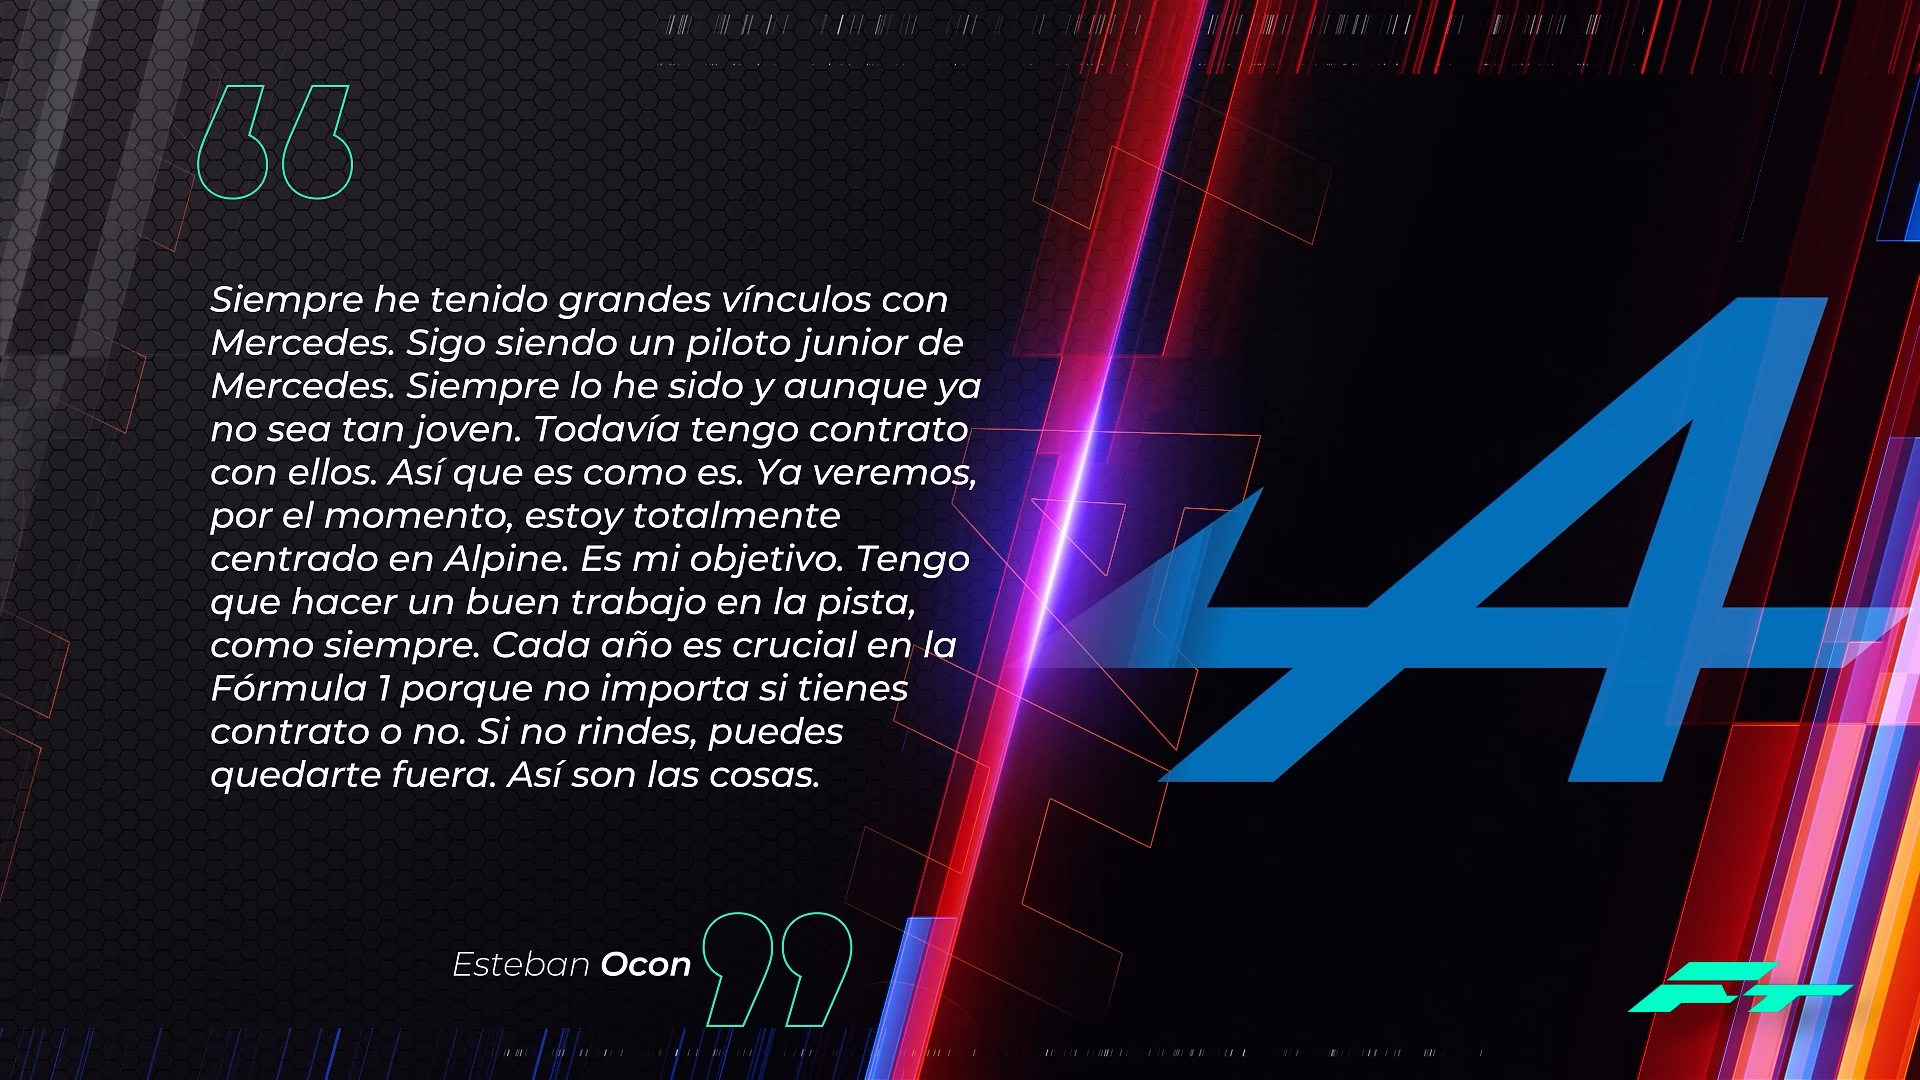 Siempre he tenido grandes vínculos con
Mercedes. Sigo siendo un piloto junior de
Mercedes. Siempre lo he sido y aunque ya
no sea tan joven. Todavía tengo contrato
con ellos. Así que es como es. Ya veremos,
por el momento, estoy totalmente
centrado en Alpine. Es mi objetivo. Tengo
que hacer un buen trabajo en la pista,
como siempre. Cada año es crucial en la
Fórmula 1 porque no importa si tienes
contrato o no. Si no rindes, puedes
quedarte fuera. Así son las cosas.
Esteban Ocon
FT